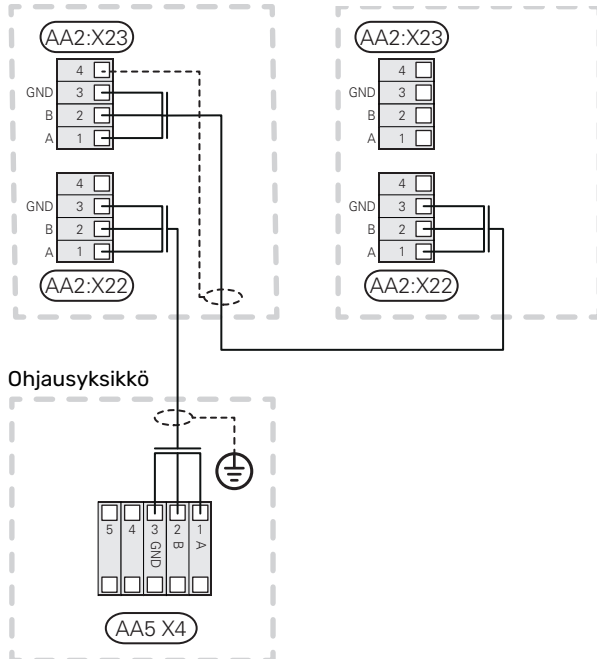 AA2:X23
4
GND 3
B 2
A 1
4
GND 3
B 2
A 1
AA2:X22
AA2:X23
4
GND 3
B 2
A 1
4
GND 3
B 2
A 1
AA2:X22
Ohjausyksikkö
5 4 3 2 1
GND B A
AA5 X4